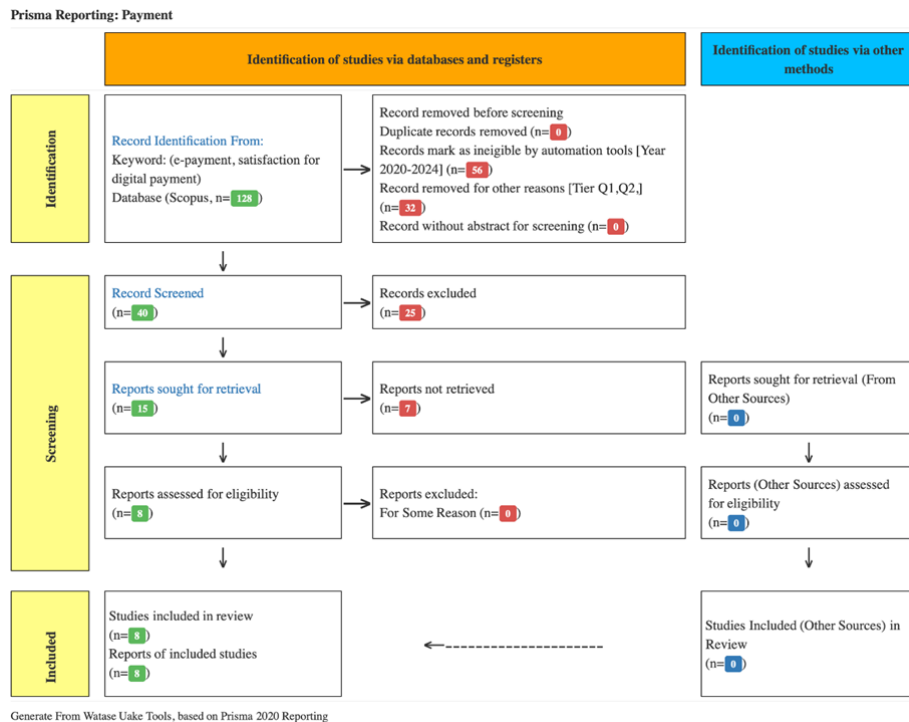 Prisma Reporting: Payment
Identification of studies via databases and registers
Identification of studies via other
methods
Identification
Record Identification From:
Keyword: (e-payment, satisfaction for
digital payment)
Database (Scopus, n= 128 )
Record removed before screening
Duplicate records removed (n= 0 )
Records mark as ineigible by automation tools [Year
2020-2024] (n= 56 )
Record removed for other reasons [Tier Q1,Q2,]
(n= 32 )
Record without abstract for screening (n= 0 )
Screening
Record Screened
(n= 40 )
Records excluded
(n= 25 )
Reports sought for retrieval
(n= 15 )
Reports not retrieved
(n= 7 )
Reports sought for retrieval (From
Other Sources)
(n= 0 )
Reports assessed for eligibility
(n= 8 )
Reports excluded:
For Some Reason (n= 0 )
Reports (Other Sources) assessed
for eligibility
(n= 0 )
Included
Studies included in review
(n= 8 )
Reports of included studies
(n= 8 )
Studies Included (Other Sources) in
Review
(n= 0 )
Generate From Watase Uake Tools, based on Prisma 2020 Reporting